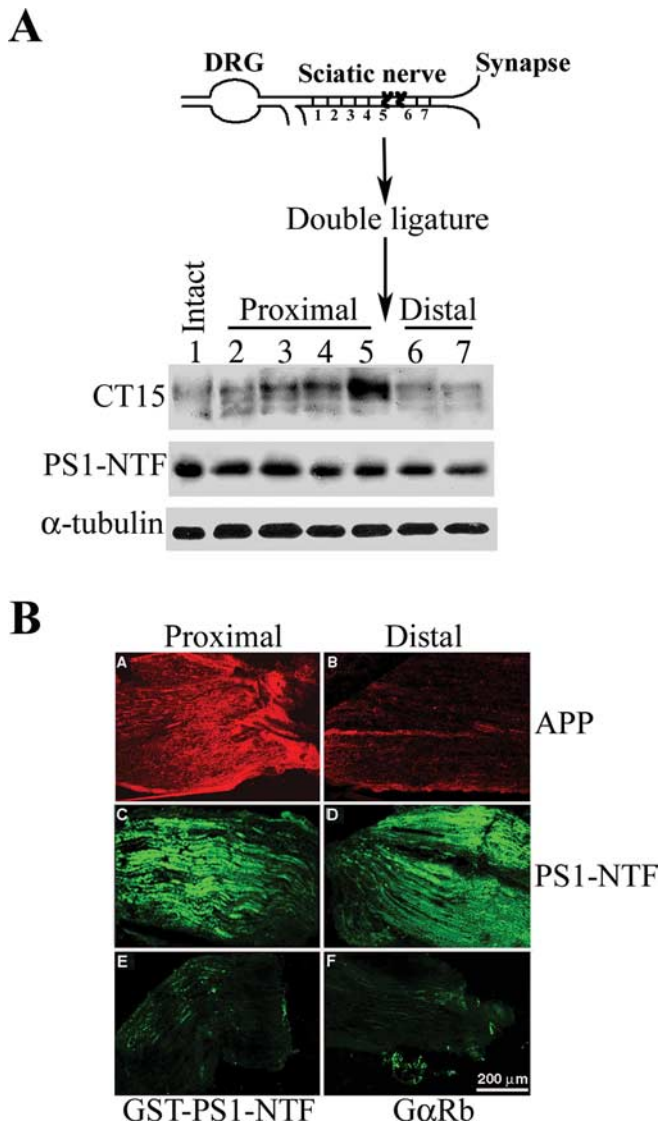 A
DRG
Sciatic nerve
Synapse
1 2 3 4 5 6 7
Double ligature
Intact
Proximal
Distal
1 2 3 4 5 6 7
CT15
PS1-NTF
α-tubulin
B
Proximal
Distal
A
B
APP
C
D
PS1-NTF
E
F
200 µm
GST-PS1-NTF
GαRb